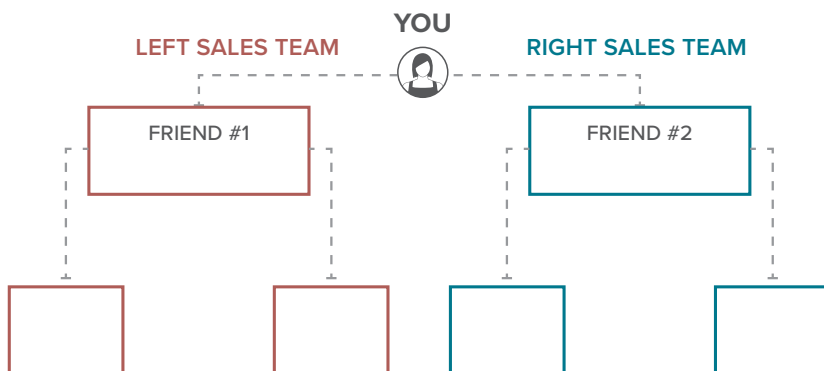 YOU
LEFT SALES TEAM
RIGHT SALES TEAM
FRIEND #1
FRIEND #2